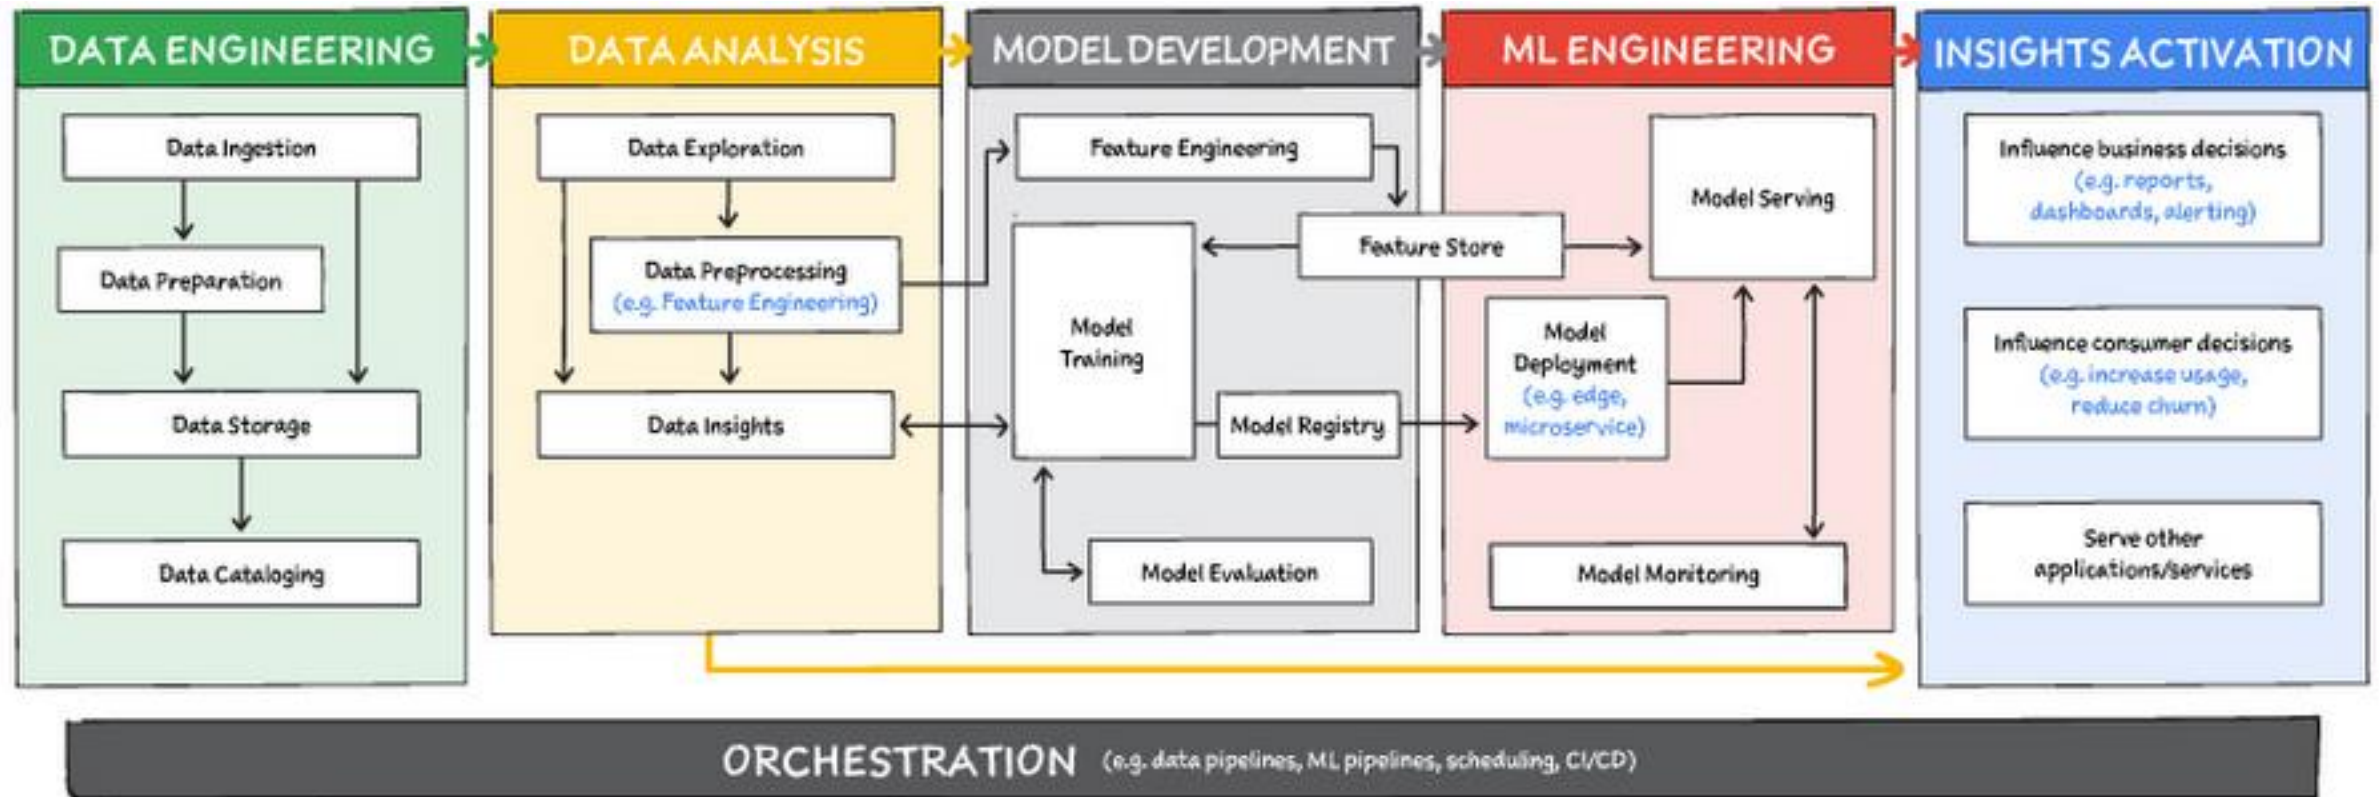 DATA ENGINEERING
Data Ingestion
Data Preparation
Data Storage
Data Cataloging
DATA ANALYSIS
Data Exploration
Data Preprocessing
(e.g. Feature Engineering)
Data Insights
MODEL DEVELOPMENT
Feature Engineering
Feature Store
Model
Training
Model Registry
Model Evaluation
ML ENGINEERING
Model Serving
Model
Deployment
(e.g. edge,
microservice)
Model Monitoring
INSIGHTS ACTIVATION
Influence business decisions
(e.g. reports,
dashboards, alerting)
Influence consumer decisions
(e.g. increase usage,
reduce churn)
Serve other
applications/services
ORCHESTRATION (e.g. data pipelines, ML pipelines, scheduling, CI/CD)